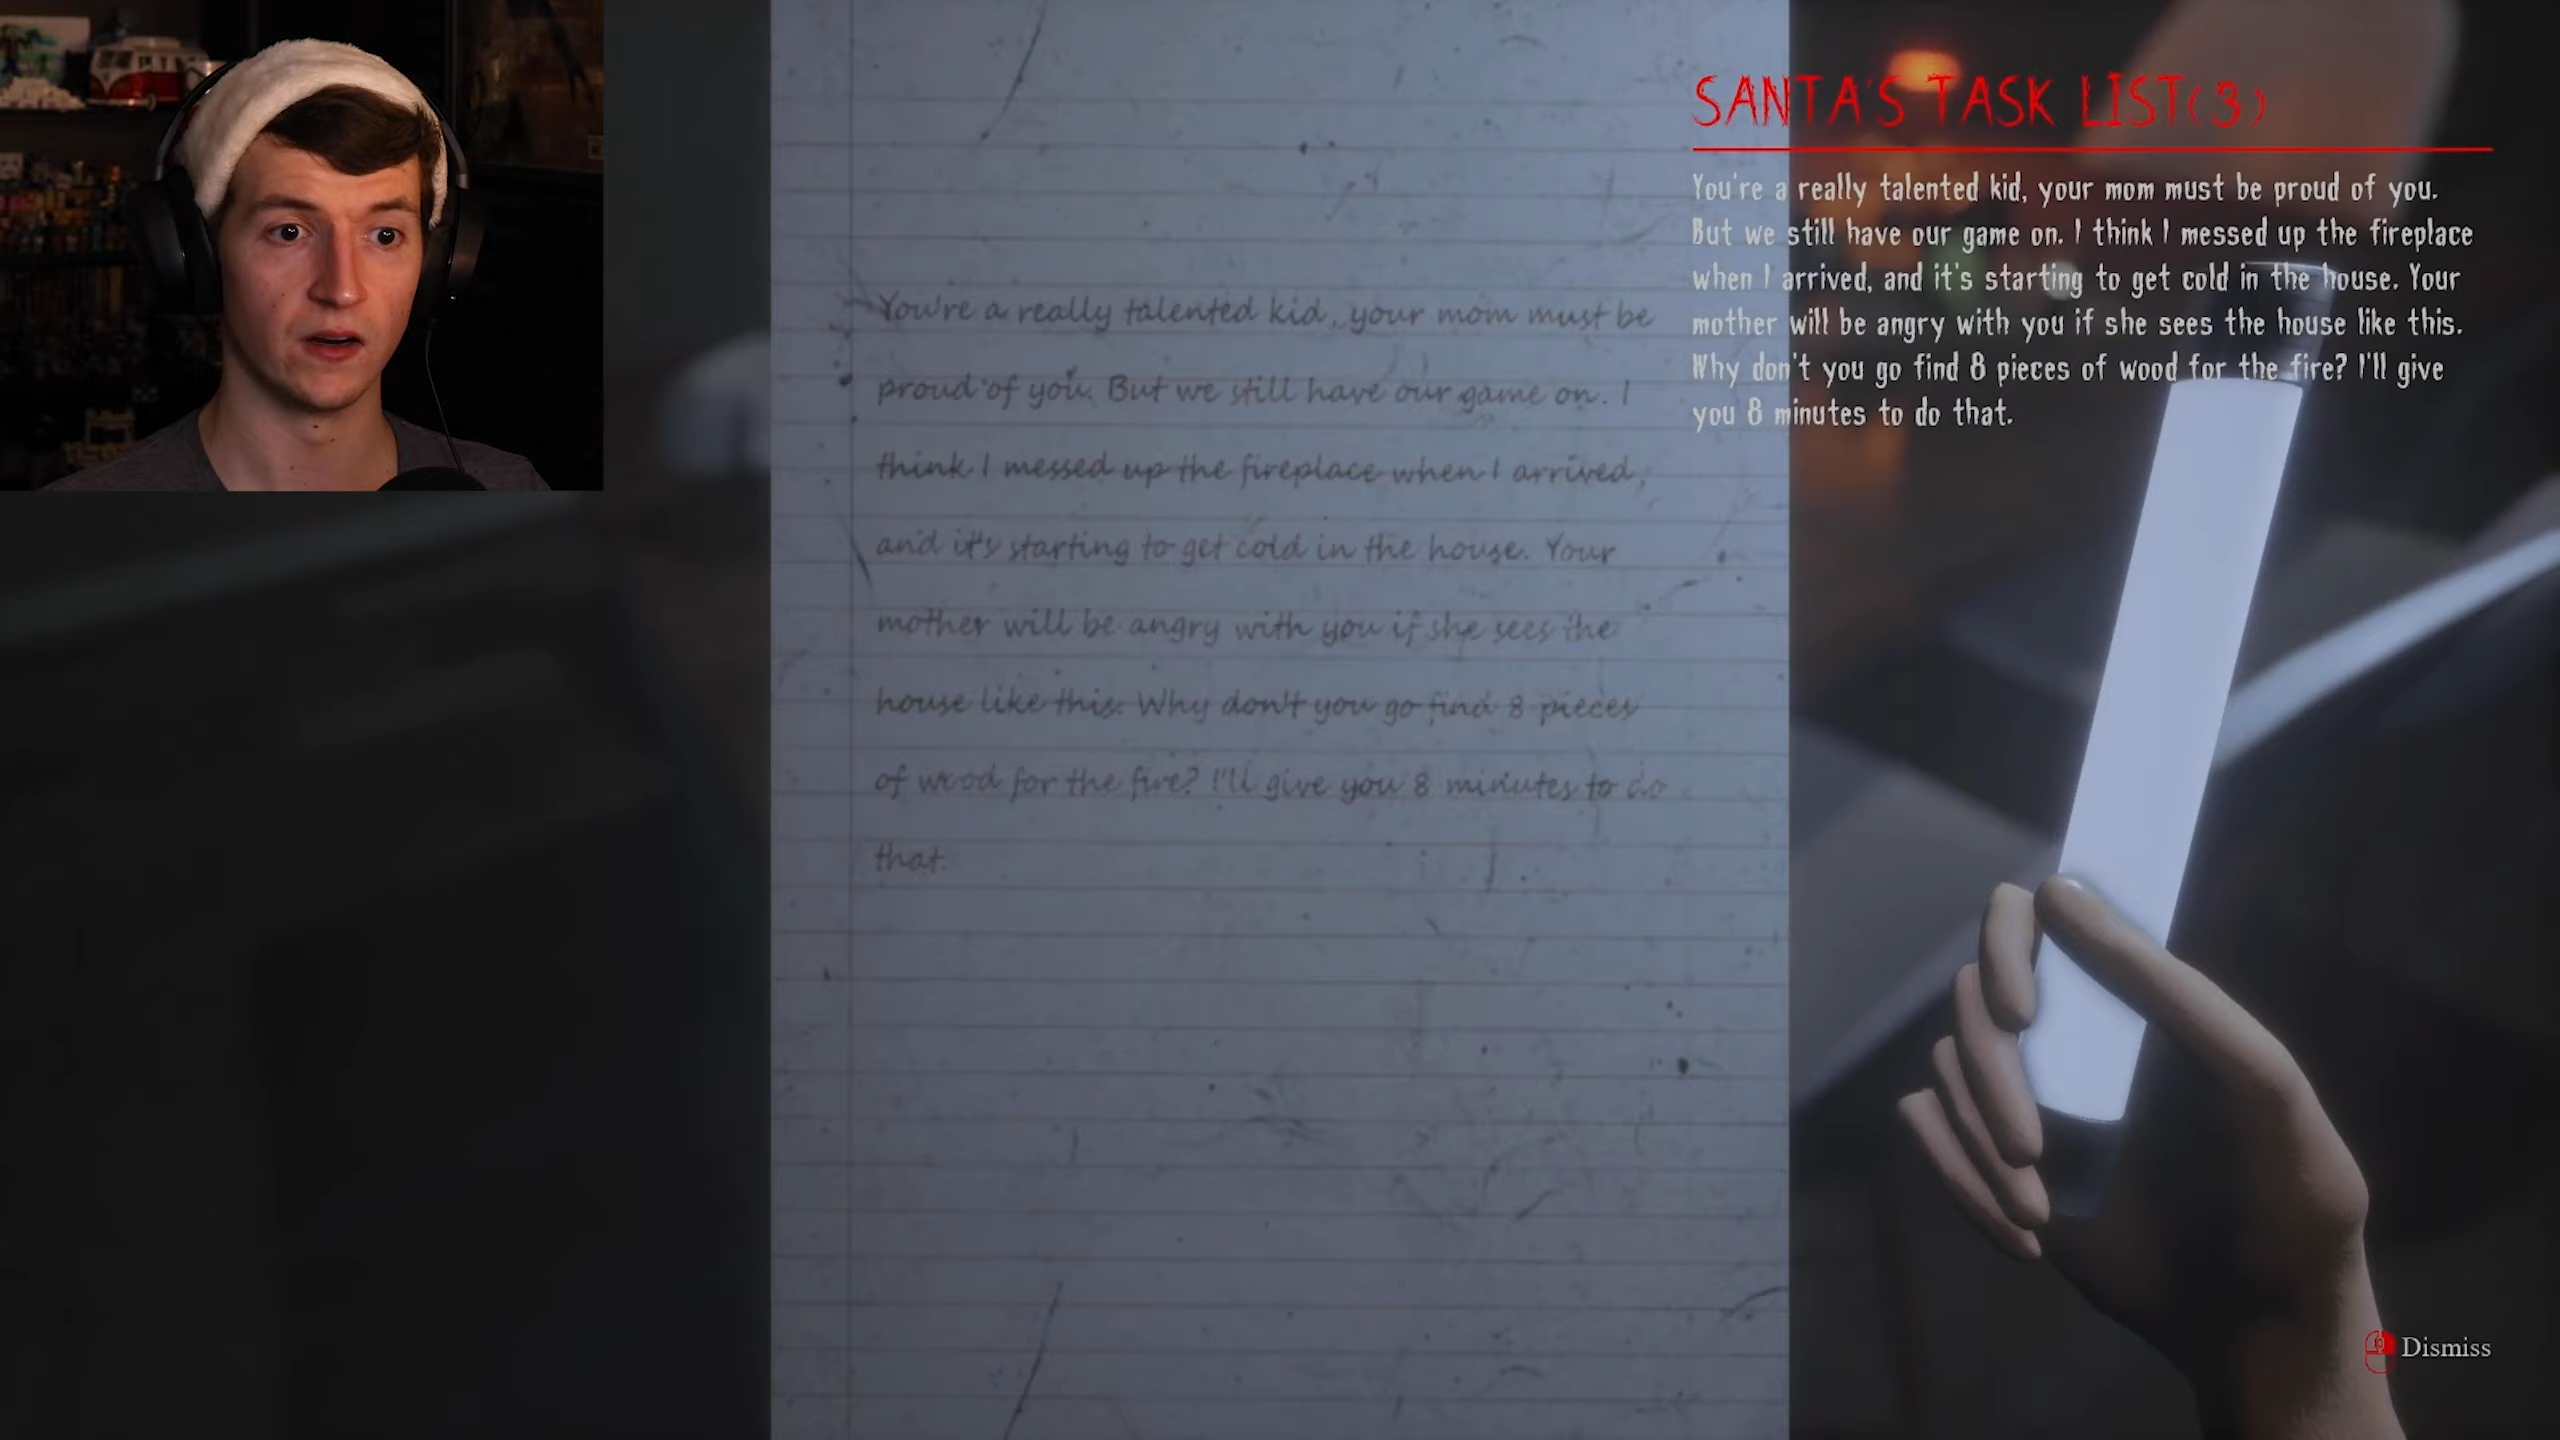 SANTA'S TASK LIST(3)
You're a really talented kid, your mom must be proud of you.
But we still have our game on. I think I messed up the fireplace
when I arrived, and it's starting to get cold in the house. Your
mother will be angry with you if she sees the house like this.
Why don't you go find 8 pieces of wood for the fire? I'll give
you 8 minutes to do that.
You're a really talented kid, your mom must be
proud of you. But we still have our game on. I
think I messed up the fireplace when I arrived,
and it's starting to get cold in the house. Your
mother will be angry with you if she sees the
house like this. Why don't you go find 8 pieces
of wood for the fire? I'll give you 8 minutes to do
that.
Dismiss